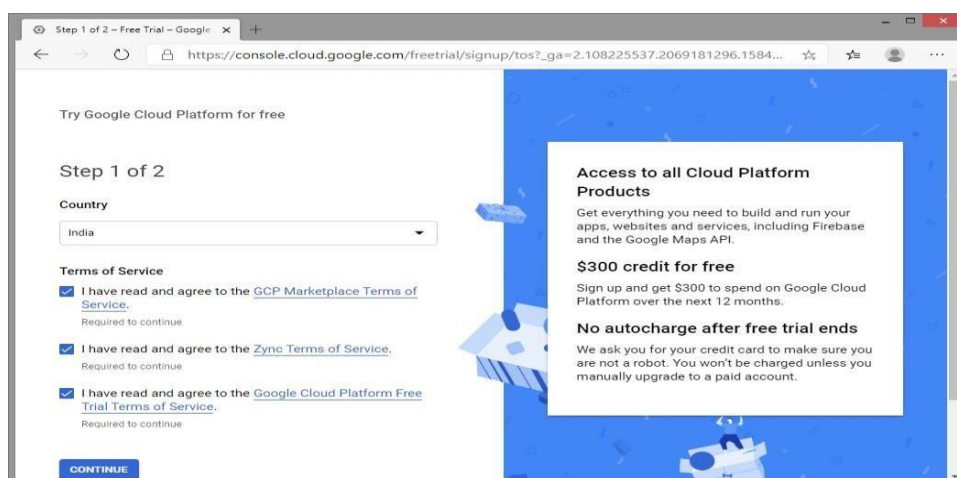 Step 1 of 2 – Free Trial – Google
https://console.cloud.google.com/freetrial/signup/tos?_ga=2.108225537.2069181296.1584...
Try Google Cloud Platform for free
Step 1 of 2
Country
India
Terms of Service
I have read and agree to the GCP Marketplace Terms of
Service.
Required to continue
I have read and agree to the Zync Terms of Service.
Required to continue
I have read and agree to the Google Cloud Platform Free
Trial Terms of Service.
Required to continue
CONTINUE
Access to all Cloud Platform
Products
Get everything you need to build and run your
apps, websites and services, including Firebase
and the Google Maps API.
$300 credit for free
Sign up and get $300 to spend on Google Cloud
Platform over the next 12 months.
No autocharge after free trial ends
We ask you for your credit card to make sure you
are not a robot. You won't be charged unless you
manually upgrade to a paid account.